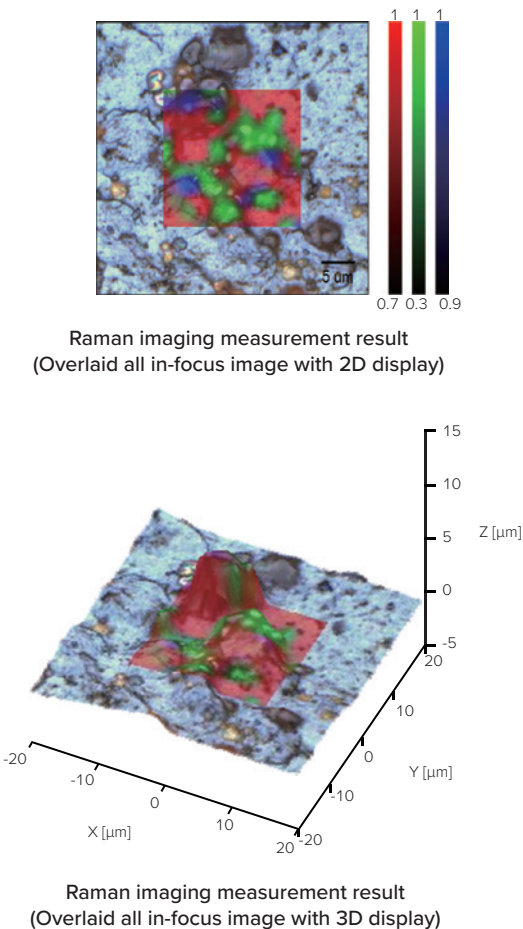 1 1 1
5 um
0.7 0.3 0.9
Raman imaging measurement result
(Overlaid all in-focus image with 2D display)
15
10
5
Z [μm]
0
-5
20
10
0
Y [μm]
-10
-20
-20
-10
0
10
20
X [μm]
Raman imaging measurement result
(Overlaid all in-focus image with 3D display)